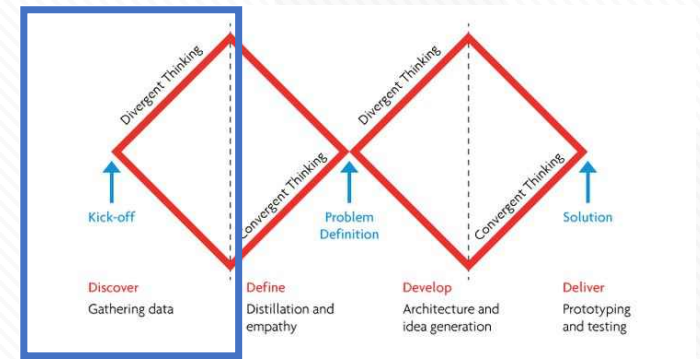 Divergent Thinking
Convergent Thinking
Divergent Thinking
Convergent Thinking
Kick-off
Problem
Definition
Solution
Discover
Gathering data
Define
Distillation and
empathy
Develop
Architecture and
idea generation
Deliver
Prototyping
and testing